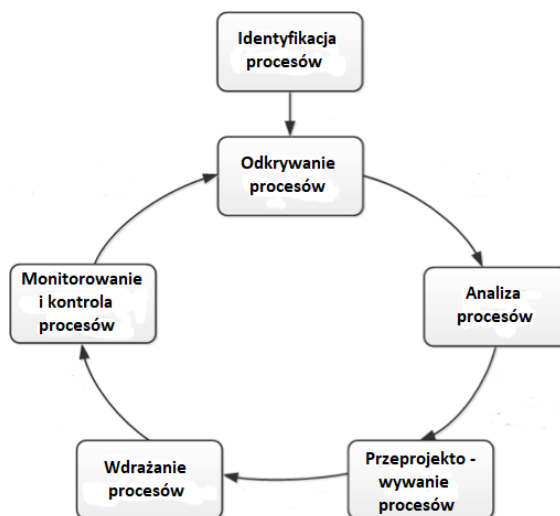 Identyfikacja
procesów
Odkrywanie
procesów
Analiza
procesów
Przeprojekto -
wywanie
procesów
Wdrażanie
procesów
Monitorowanie
i kontrola
procesów